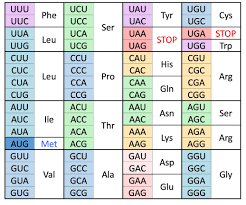 UUU UCU UAU UGU
Phe Tyr Cys
UUC UCC UAC UGC
Ser
UUA UCA UAA UGA STOP
Leu STOP
UUG UCG UAG UGG Trp
CUU CCU CAU CGU
His
CUC CCC CAC CGC
Leu Pro Arg
CUA CCA CAA CGA
Gln
CUG CCG CAG CGG
AUU ACU AAU AGU
Asn Ser
AUC Ile ACC AAC AGC
Thr
AUA ACA AAA AGA
Lys Arg
AUG Met ACG AAG AGG
GUU GCU GAU GGU
Asp
GUC GCC GAC GGC
Val Ala Gly
GUA GCA GAA GGA
Glu
GUG GCG GAG GGG